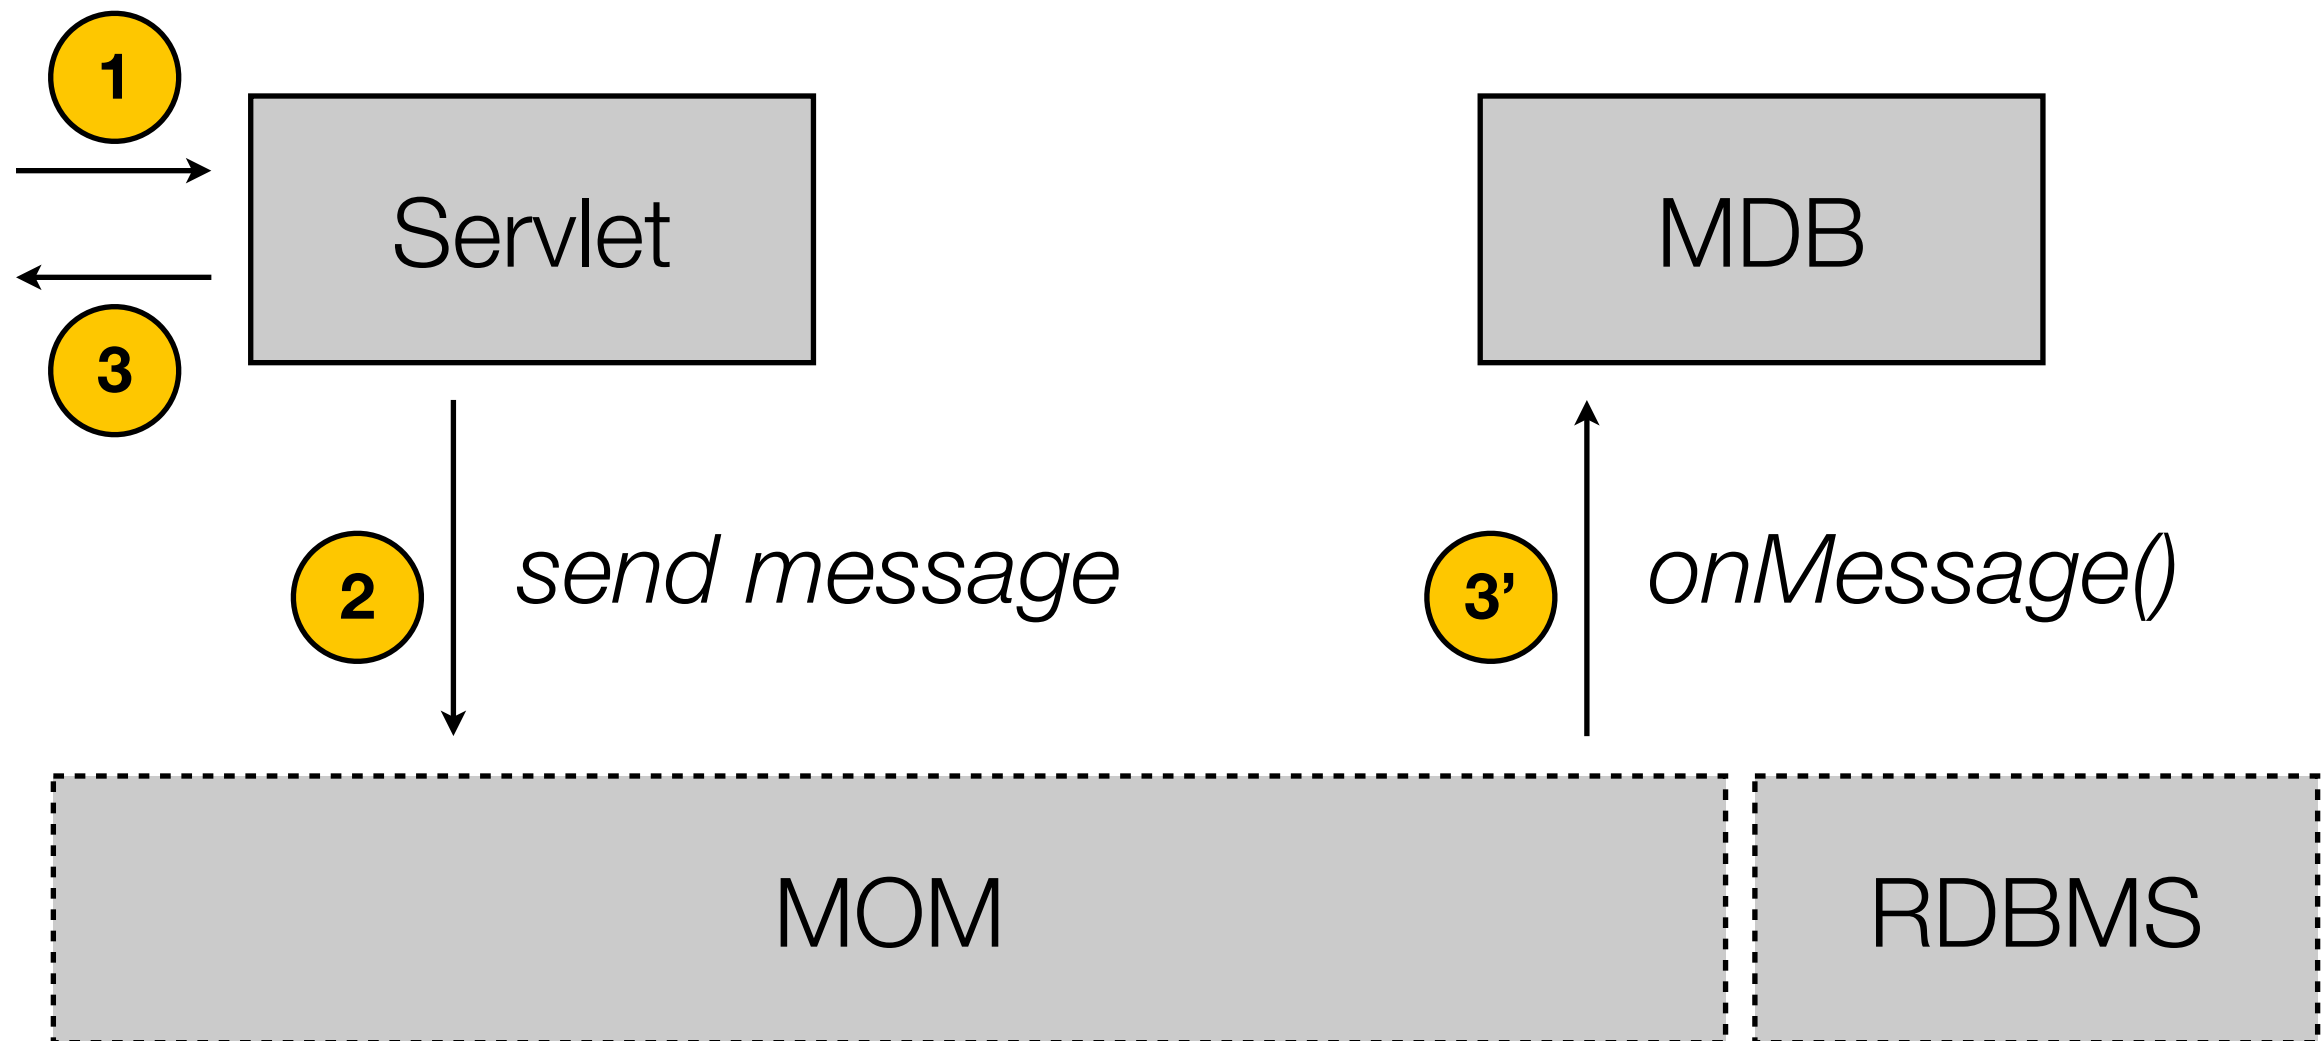 1
Servlet
MDB
3
2
send message
3’
onMessage()
MOM
RDBMS